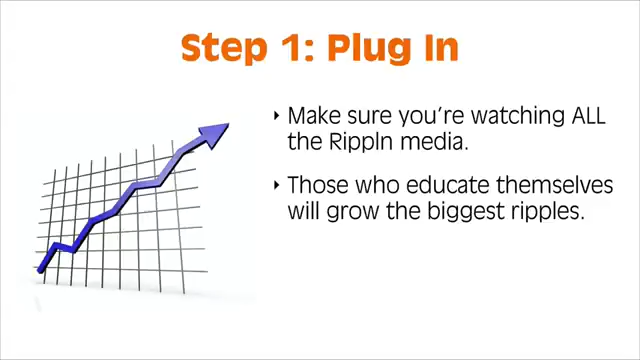 Step 1: Plug In
Make sure you're watching ALL
the Rippln media.
Those who educate themselves
will grow the biggest ripples.